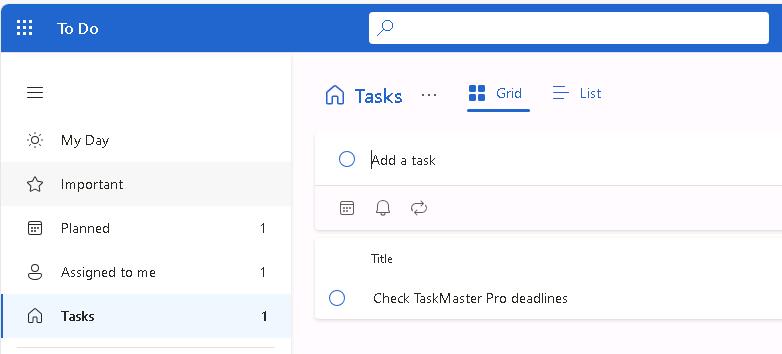 To Do
Tasks
Grid
List
My Day
Add a task
Important
Planned 1
Assigned to me 1
Title
Tasks 1
Check TaskMaster Pro deadlines